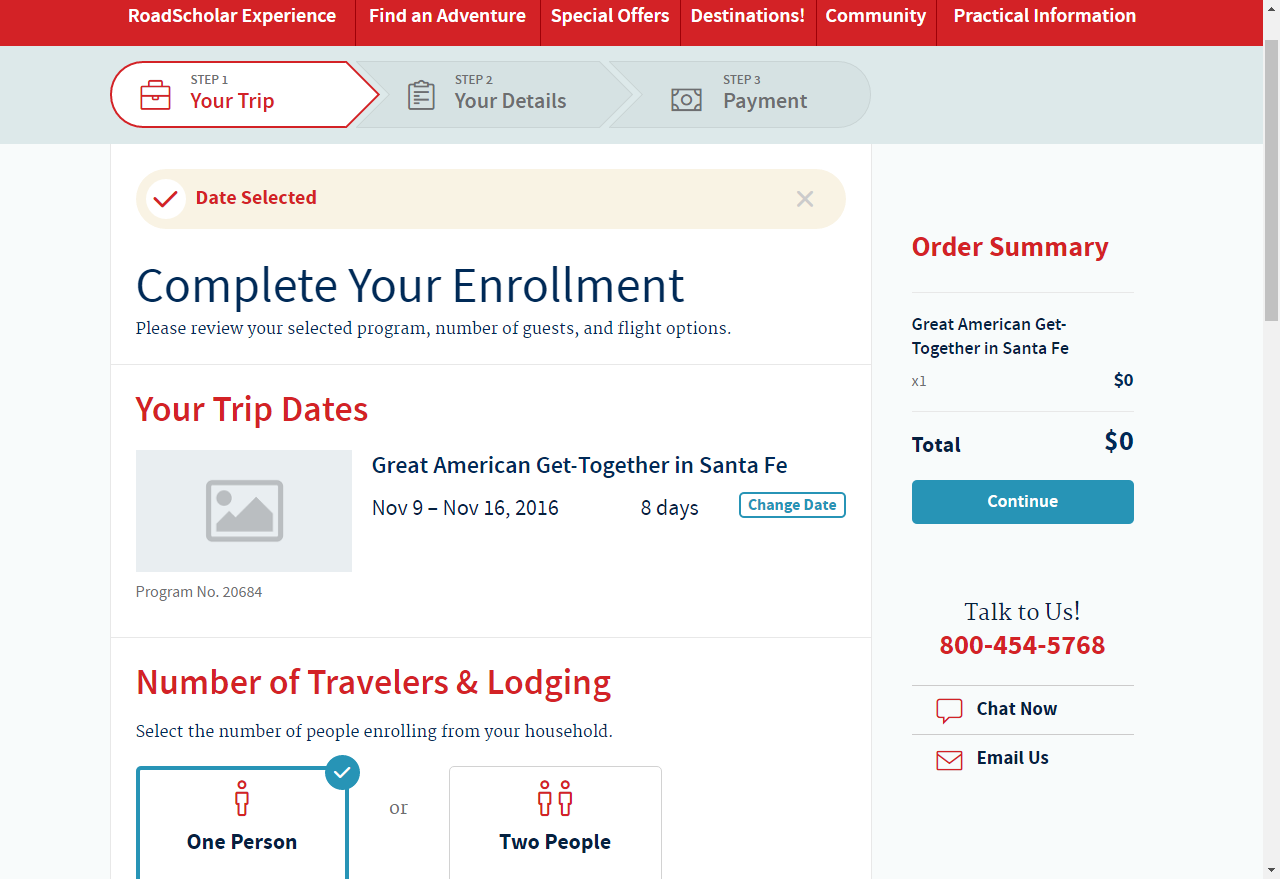 RoadScholar Experience
Find an Adventure
Special Offers
Destinations!
Community
Practical Information
STEP 1
Your Trip
STEP 2
Your Details
STEP 3
Payment
Date Selected
Complete Your Enrollment
Please review your selected program, number of guests, and flight options.
Your Trip Dates
Great American Get-Together in Santa Fe
Nov 9 – Nov 16, 2016
8 days
Change Date
Program No. 20684
Number of Travelers & Lodging
Select the number of people enrolling from your household.
One Person
or
Two People
Order Summary
Great American Get-
Together in Santa Fe
x1
$0
Total
$0
Continue
Talk to Us!
800-454-5768
Chat Now
Email Us